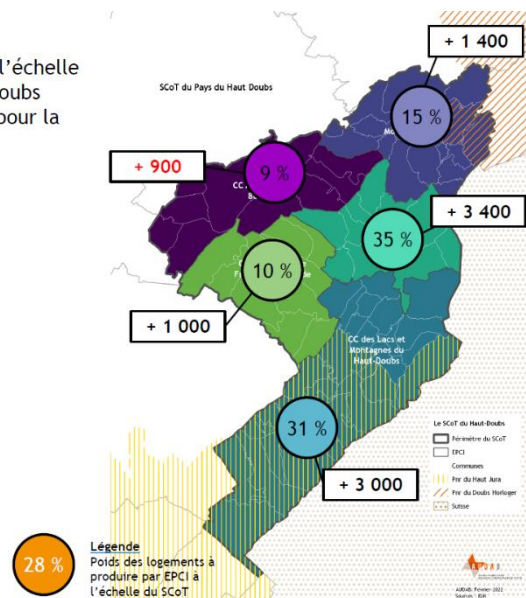 l'échelle
oubs
pour la
SCoT du Pays du Haut Doubs
+ 1 400
15 %
+ 900
9 %
CC
+ 3 400
35 %
10 %
+ 1 000
CC des Lacs et
Montagnes du
Haut-Doubs
31 %
+ 3 000
Le SCoT du Haut-Doubs
Périmètre du SCoT
EPCI
Communes
Pnr du Haut Jura
Pnr du Doubs Horloger
Suisse
28 %
Légende
Poids des logements à
produire par EPCI à
l'échelle du SCoT
AUDAB, Février 2022
Sources : IGN